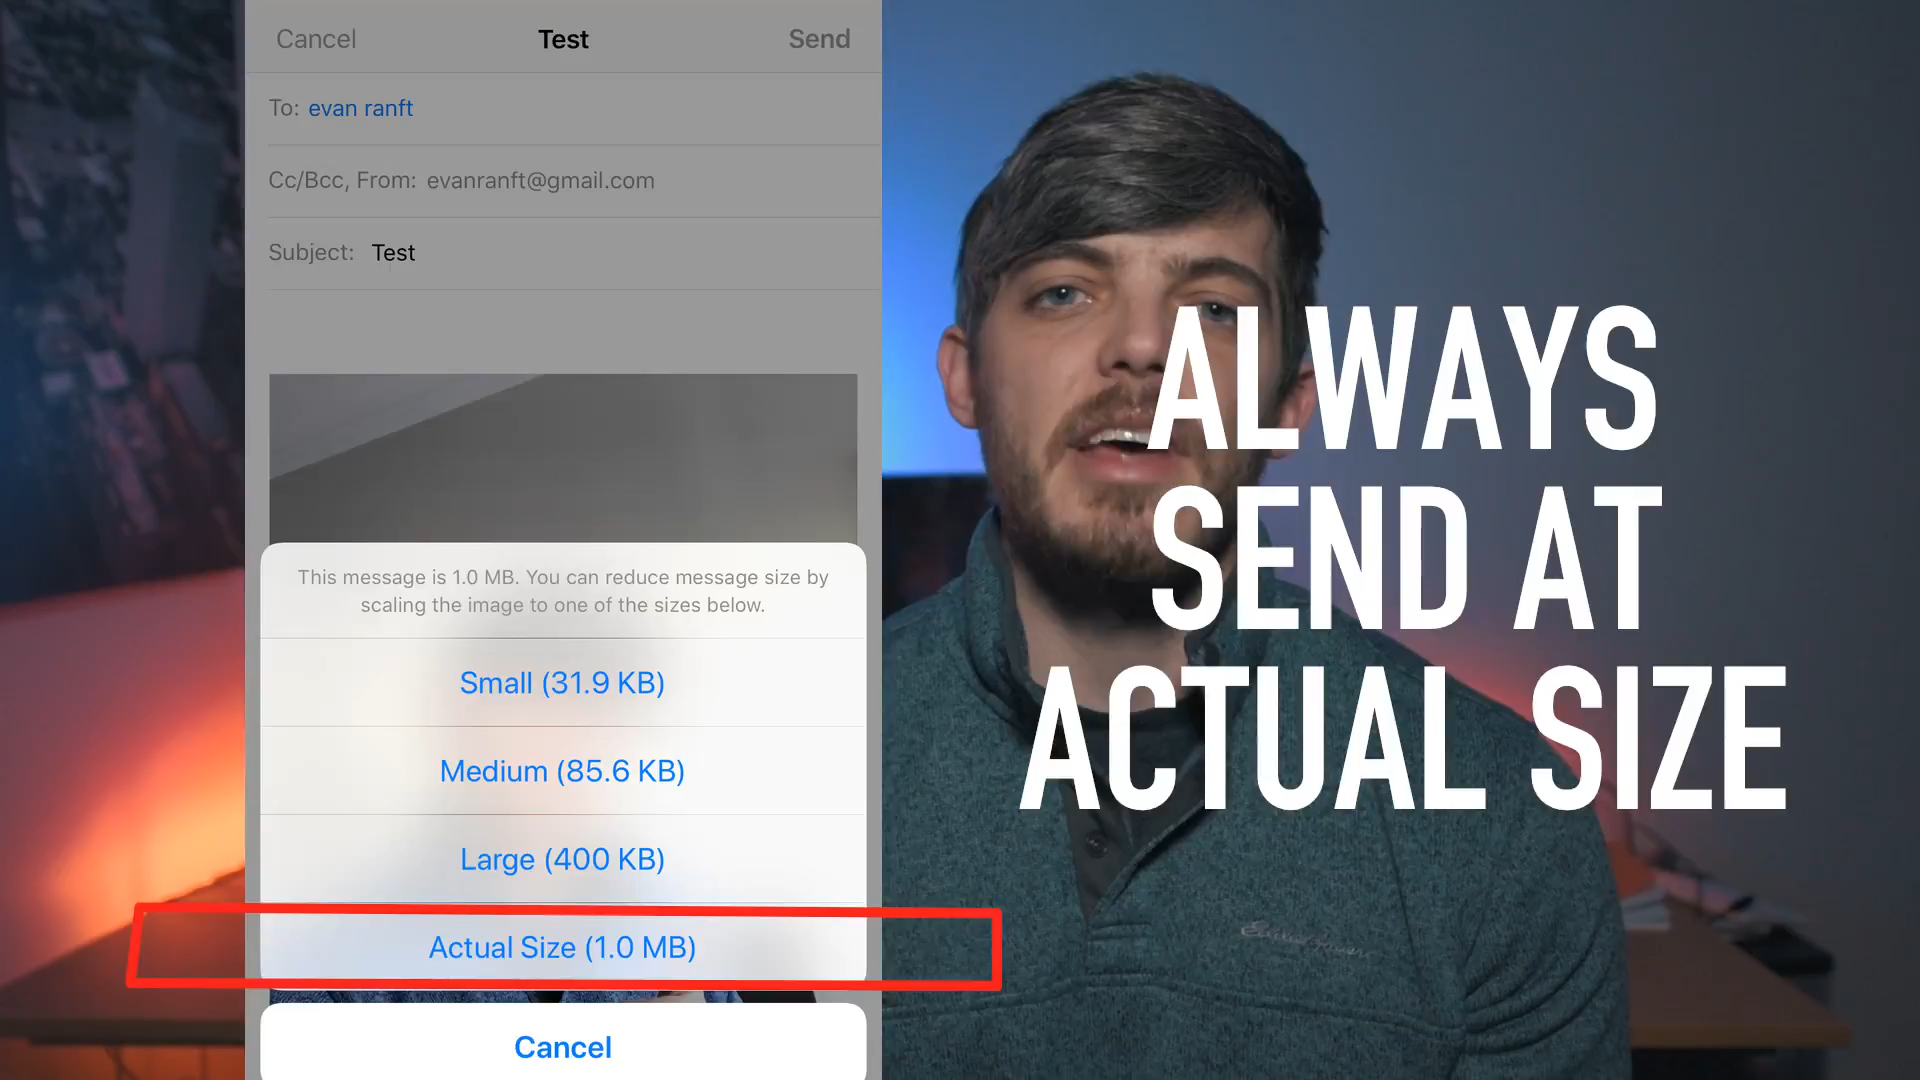 Cancel Test Send
To: evan ranft
Cc/Bcc, From: evanranft@gmail.com
Subject: Test
This message is 1.0 MB. You can reduce message size by
scaling the image to one of the sizes below.
Small (31.9 KB)
Medium (85.6 KB)
Large (400 KB)
Actual Size (1.0 MB)
Cancel
ALWAYS
SEND AT
ACTUAL SIZE
Eddie Bauer